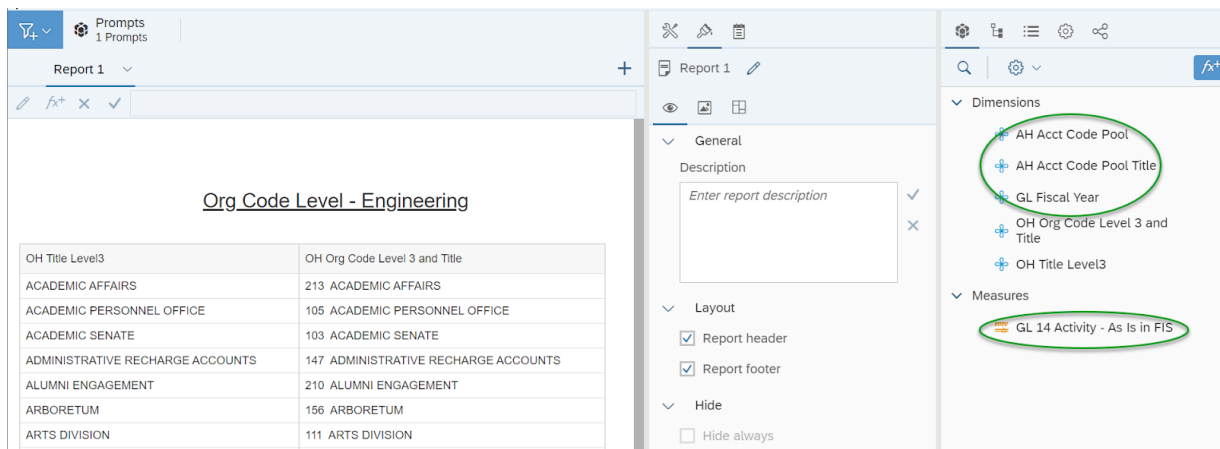 Prompts
1 Prompts
Report 1
fx+
Org Code Level - Engineering
OH Title Level3 OH Org Code Level 3 and Title
ACADEMIC AFFAIRS 213 ACADEMIC AFFAIRS
ACADEMIC PERSONNEL OFFICE 105 ACADEMIC PERSONNEL OFFICE
ACADEMIC SENATE 103 ACADEMIC SENATE
ADMINISTRATIVE RECHARGE ACCOUNTS 147 ADMINISTRATIVE RECHARGE ACCOUNTS
ALUMNI ENGAGEMENT 210 ALUMNI ENGAGEMENT
ARBORETUM 156 ARBORETUM
ARTS DIVISION 111 ARTS DIVISION
Report 1
General
Description
Enter report description
Layout
Report header
Report footer
Hide
Hide always
fx+
Dimensions
AH Acct Code Pool
AH Acct Code Pool Title
GL Fiscal Year
OH Org Code Level 3 and
Title
OH Title Level3
Measures
GL 14 Activity - As Is in FIS